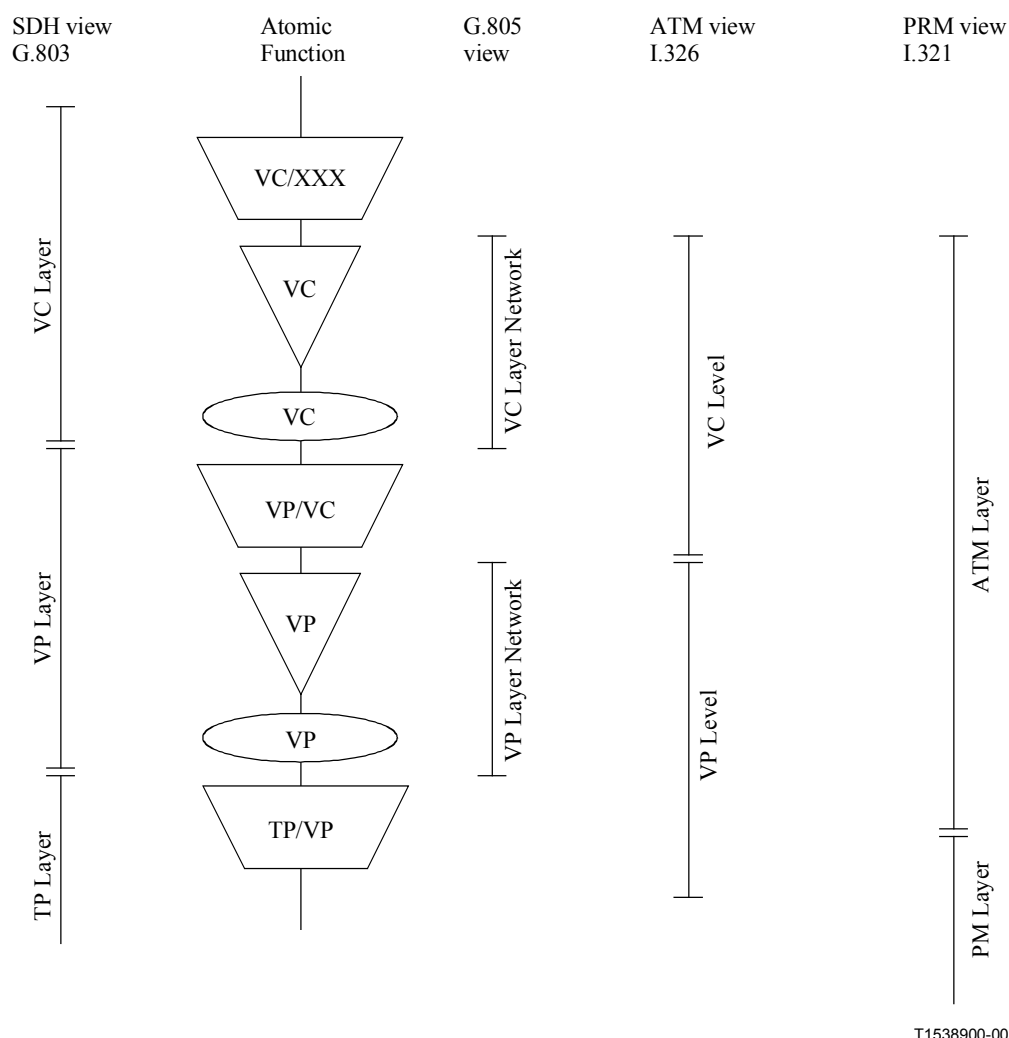 SDH view
G.803
Atomic
Function
G.805
view
ATM view
I.326
PRM view
I.321
VC/XXX
VC
VC
VP/VC
VP
VP
TP/VP
VC Layer
VP Layer
TP Layer
VC Layer Network
VP Layer Network
VC Level
VP Level
ATM Layer
PM Layer
T1538900-00